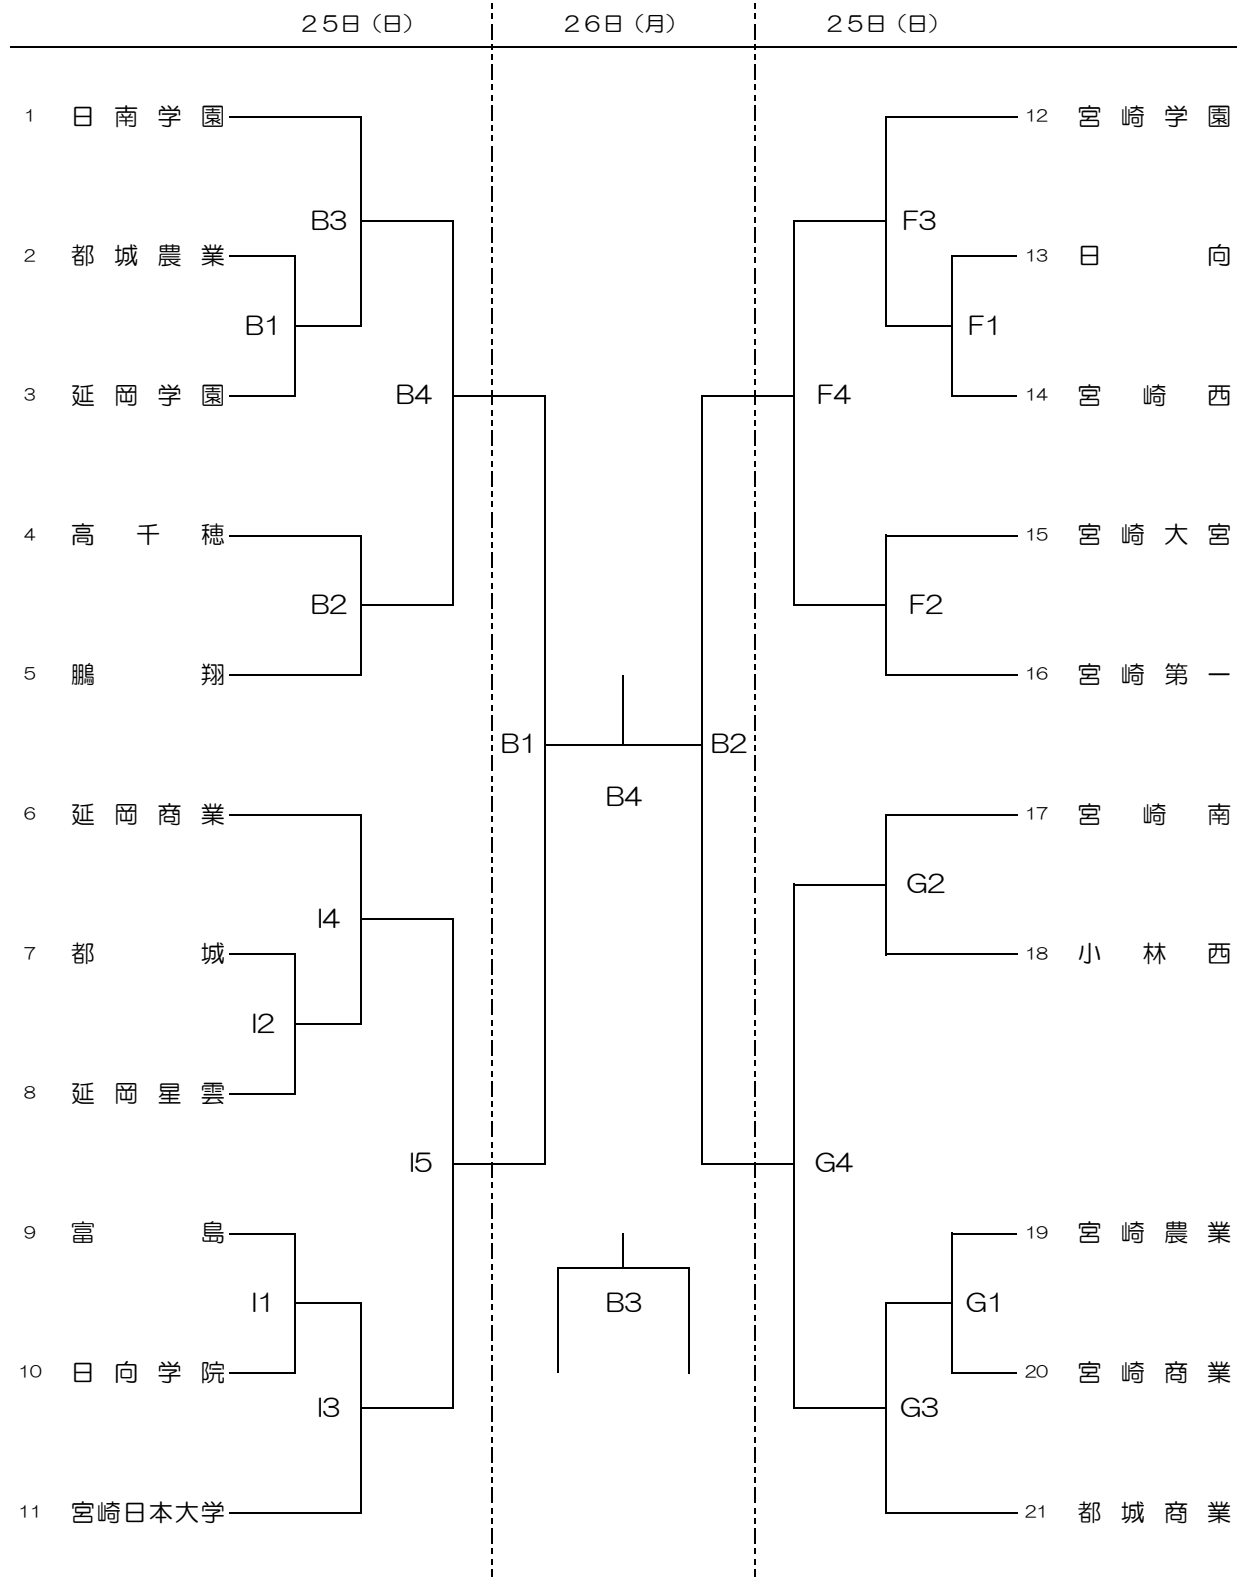 25日（日） 26日（月） 25日（日）
1 日南学園 12 宮崎学園
B3 F3
2 都城農業 13 日向
B1 F1
3 延岡学園 B4 F4 14 宮崎西
4 高千穂 15 宮崎大宮
B2 F2
5 鵬翔 16 宮崎第一
B1 B2
B4
6 延岡商業 17 宮崎南
G2
I4
7 都城 18 小林西
I2
8 延岡星雲
I5 G4
9 富島 19 宮崎農業
I1 B3 G1
10 日向学院 20 宮崎商業
I3 G3
11 宮崎日本大学 21 都城商業